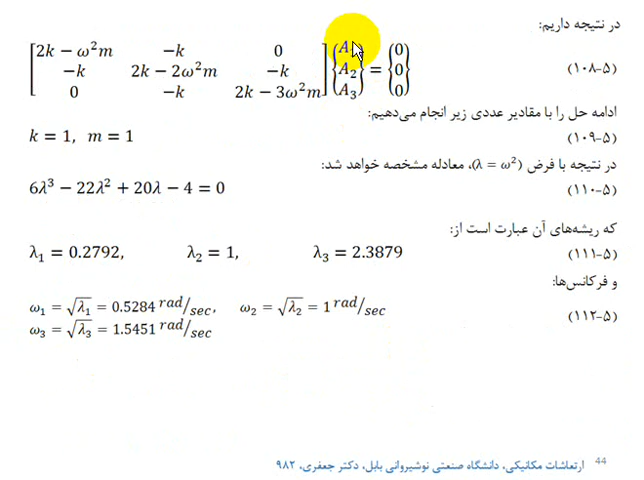 در نتیجه داریم:
[2k − ω²m −k 0] {A₁} {0}
[−k 2k − 2ω²m −k] {A₂} = {0}
[0 −k 2k − 3ω²m] {A₃} {0}
(۵-۱۰۸)
ادامه حل را با مقادیر عددی زیر انجام می‌دهیم:
k = 1, m = 1 (۵-۱۰۹)
در نتیجه با فرض (λ = ω²)، معادله مشخصه خواهد شد:
6λ³ − 22λ² + 20λ − 4 = 0 (۵-۱۱۰)
که ریشه‌های آن عبارت است از:
λ₁ = 0.2792, λ₂ = 1, λ₃ = 2.3879 (۵-۱۱۱)
و فرکانس‌ها:
ω₁ = √λ₁ = 0.5284 rad/sec, ω₂ = √λ₂ = 1 rad/sec (۵-۱۱۲)
ω₃ = √λ₃ = 1.5451 rad/sec
44 ارتعاشات مکانیکی، دانشگاه صنعتی نوشیروانی بابل، دکتر جعفری، ۹۸۲